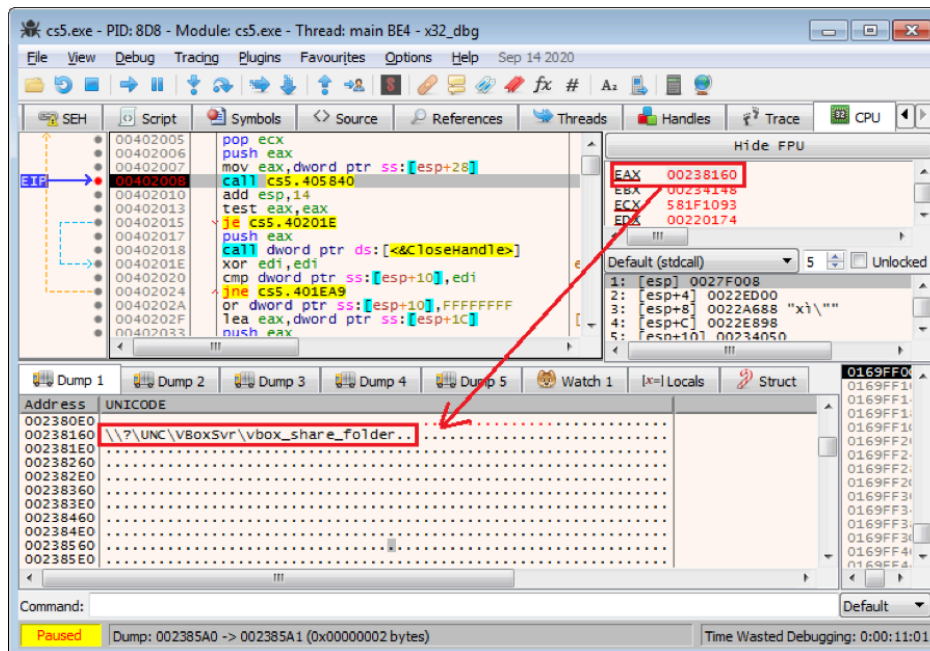 cs5.exe - PID: 8D8 - Module: cs5.exe - Thread: main BE4 - x32_dbg
File View Debug Tracing Plugins Favourites Options Help Sep 14 2020
SEH Script Symbols Source References Threads Handles Trace CPU
Hide FPU
00402005 pop ecx
00402006 push eax
00402007 mov eax,dword ptr ss:[esp+28]
EIP 0040200B call cs5.405840
00402010 add esp,14
00402013 test eax,eax
00402015 je cs5.40201E
00402017 push eax
00402018 call dword ptr ds:[<&CloseHandle>]
0040201E xor edi,edi
00402020 cmp dword ptr ss:[esp+10],edi
00402024 jne cs5.401EA9
0040202A or dword ptr ss:[esp+10],FFFFFFFF
0040202F lea eax,dword ptr ss:[esp+1C]
00402033 push eax
EAX 00238160
EBX 00234148
ECX 581F1093
EDX 00220174
Default (stdcall) 5 Unlocked
1: [esp] 0027F008
2: [esp+4] 0022ED00
3: [esp+8] 0022A688 "xì\""
4: [esp+C] 0022E898
5: [esp+10] 00234050
Dump 1 Dump 2 Dump 3 Dump 4 Dump 5 Watch 1 [x=] Locals Struct
Address UNICODE
002380E0
00238160 \\?\UNC\VBoxSvr\vbox_share_folder..
002381E0
00238260
002382E0
00238360
002383E0
00238460
002384E0
00238560
002385E0
Command: Default
Paused Dump: 002385A0 -> 002385A1 (0x00000002 bytes) Time Wasted Debugging: 0:00:11:01